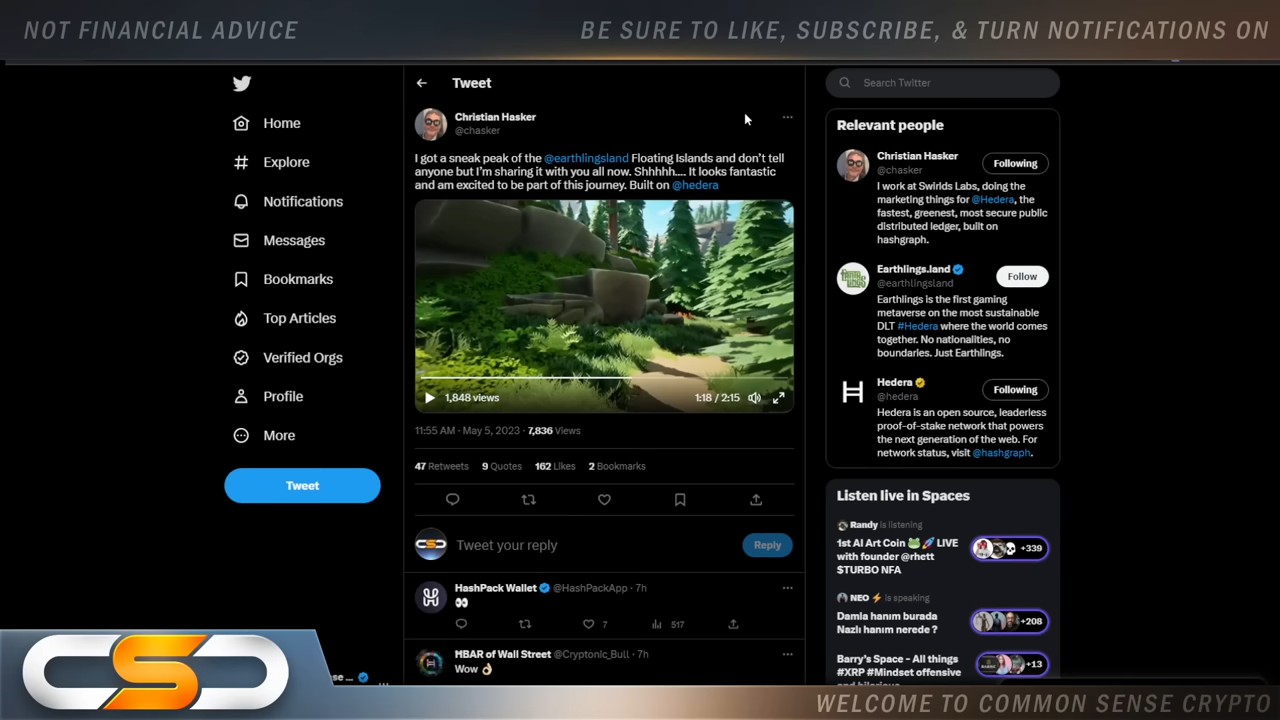 NOT FINANCIAL ADVICE
BE SURE TO LIKE, SUBSCRIBE, & TURN NOTIFICATIONS ON
Home
Explore
Notifications
Messages
Bookmarks
Top Articles
Verified Orgs
Profile
More
Tweet
Tweet
Christian Hasker
@chasker
I got a sneak peak of the @earthlingsland Floating Islands and don't tell
anyone but I'm sharing it with you all now. Shhhhh.... It looks fantastic
and am excited to be part of this journey. Built on @hedera
1,848 views
1:18 / 2:15
11:55 AM · May 5, 2023 · 7,836 Views
47 Retweets 9 Quotes 162 Likes 2 Bookmarks
CSC
Tweet your reply
Reply
HashPack Wallet @HashPackApp · 7h
👀
7
517
HBAR of Wall Street @Cryptonic_Bull · 7h
Wow 👌
Search Twitter
Relevant people
Christian Hasker
@chasker
Following
I work at Swirlds Labs, doing the
marketing things for @Hedera, the
fastest, greenest, most secure public
distributed ledger, built on
hashgraph.
Earthlings.land
@earthlingsland
Follow
Earthlings is the first gaming
metaverse on the most sustainable
DLT #Hedera where the world comes
together. No nationalities, no
boundaries. Just Earthlings.
Hedera
@hedera
Following
Hedera is an open source, leaderless
proof-of-stake network that powers
the next generation of the web. For
network status, visit @hashgraph.
Listen live in Spaces
Randy is listening
1st AI Art Coin 🐸🚀 LIVE
with founder @rhett
$TURBO NFA
+339
NEO ⚡ is speaking
Damla hanım burada
Nazlı hanım nerede ?
+208
Barry's Space - All things
#XRP #Mindset offensive
and hilarious
+13
CSC
se ...
WELCOME TO COMMON SENSE CRYPTO